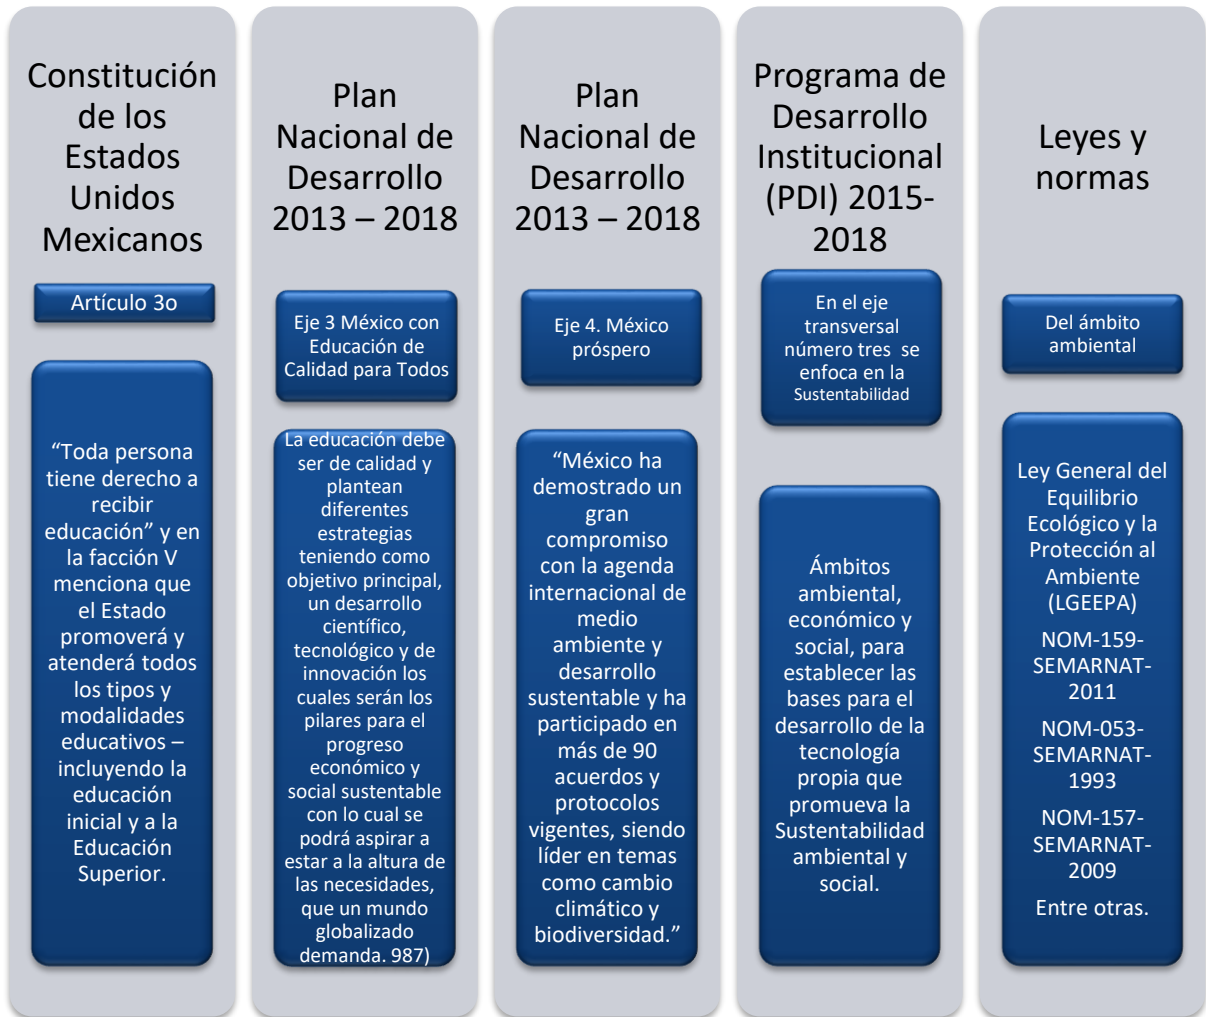 Constitución
de los
Estados
Unidos
Mexicanos
Artículo 3o
“Toda persona
tiene derecho a
recibir
educación” y en
la facción V
menciona que
el Estado
promoverá y
atenderá todos
los tipos y
modalidades
educativos –
incluyendo la
educación
inicial y a la
Educación
Superior.
Plan
Nacional de
Desarrollo
2013 – 2018
Eje 3 México con
Educación de
Calidad para Todos
La educación debe
ser de calidad y
plantean
diferentes
estrategias
teniendo como
objetivo principal,
un desarrollo
científico,
tecnológico y de
innovación los
cuales serán los
pilares para el
progreso
económico y
social sustentable
con lo cual se
podrá aspirar a
estar a la altura de
las necesidades,
que un mundo
globalizado
demanda. 987)
Plan
Nacional de
Desarrollo
2013 – 2018
Eje 4. México
próspero
“México ha
demostrado un
gran
compromiso
con la agenda
internacional de
medio
ambiente y
desarrollo
sustentable y ha
participado en
más de 90
acuerdos y
protocolos
vigentes, siendo
líder en temas
como cambio
climático y
biodiversidad.”
Programa de
Desarrollo
Institucional
(PDI) 2015-
2018
En el eje
transversal
número tres se
enfoca en la
Sustentabilidad
Ámbitos
ambiental,
económico y
social, para
establecer las
bases para el
desarrollo de la
tecnología
propia que
promueva la
Sustentabilidad
ambiental y
social.
Leyes y
normas
Del ámbito
ambiental
Ley General del
Equilibrio
Ecológico y la
Protección al
Ambiente
(LGEEPA)
NOM-159-
SEMARNAT-
2011
NOM-053-
SEMARNAT-
1993
NOM-157-
SEMARNAT-
2009
Entre otras.